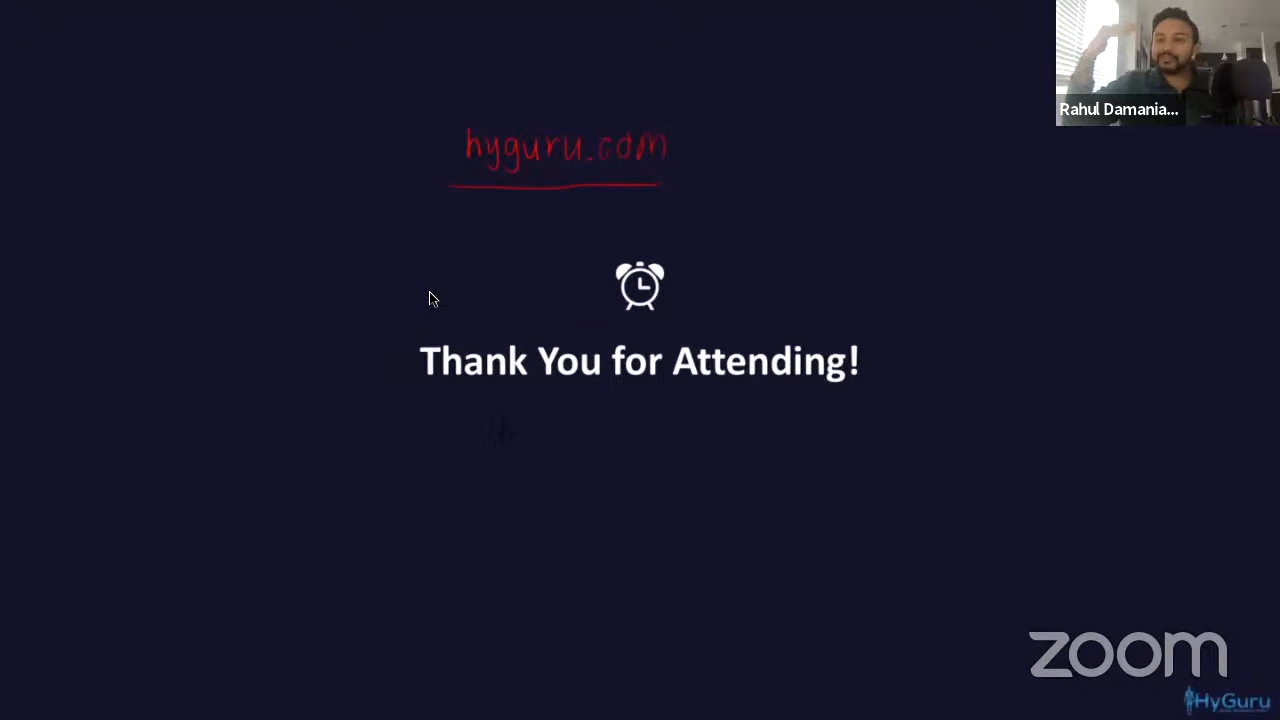 Rahul Damania...
hyguru.com
Thank You for Attending!
zoom
HyGuru